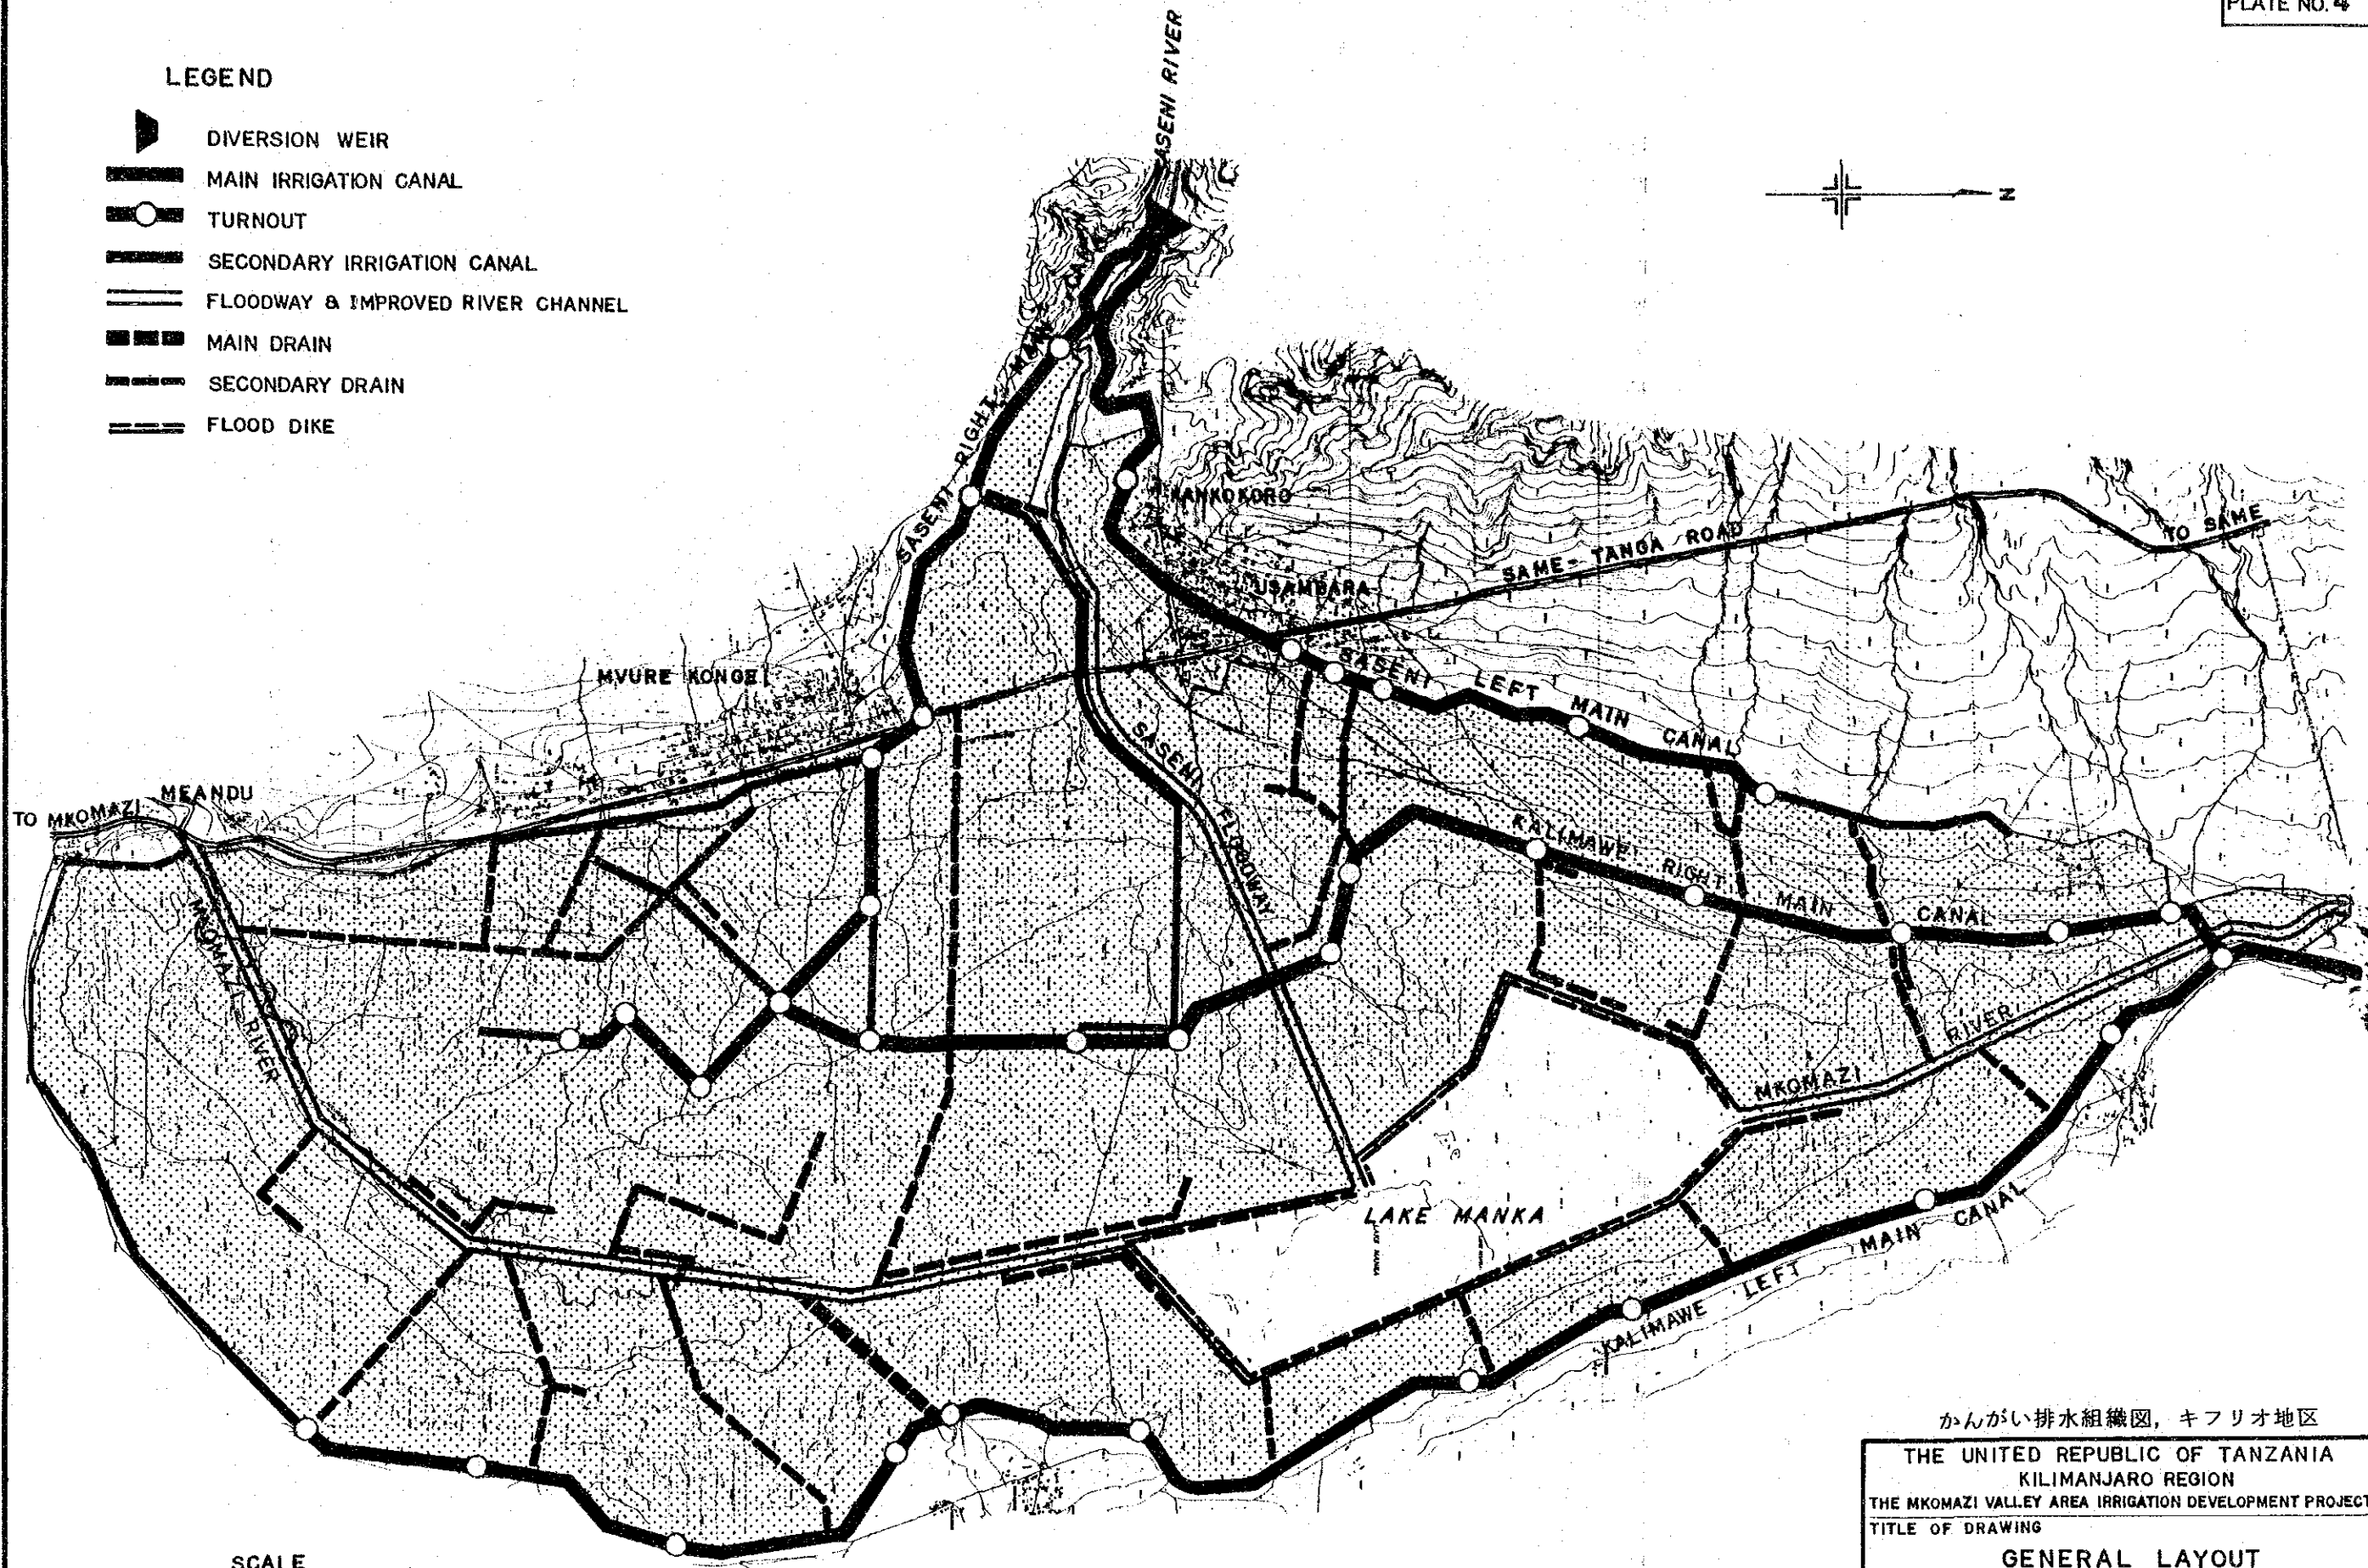 PLATE NO. 4
LEGEND
DIVERSION WEIR
MAIN IRRIGATION CANAL
TURNOUT
SECONDARY IRRIGATION CANAL
FLOODWAY & IMPROVED RIVER CHANNEL
MAIN DRAIN
SECONDARY DRAIN
FLOOD DIKE
N
SASENI RIGHT MAIN
KANKOKORO
SAME - TANGA ROAD
TO SAME
USAMBARA
MVURE KONGEI
SASENI LEFT MAIN CANAL
SASENI FLOODWAY
MEANDU
TO MKOMAZI
KALIMAWE RIGHT MAIN CANAL
MKOMAZI RIVER
MKOMAZI RIVER
LAKE MANKA
KALIMAWE LEFT MAIN CANAL
かんがい排水組織図, キフリオ地区
THE UNITED REPUBLIC OF TANZANIA
KILIMANJARO REGION
THE MKOMAZI VALLEY AREA IRRIGATION DEVELOPMENT PROJECT
TITLE OF DRAWING
GENERAL LAYOUT
SCALE